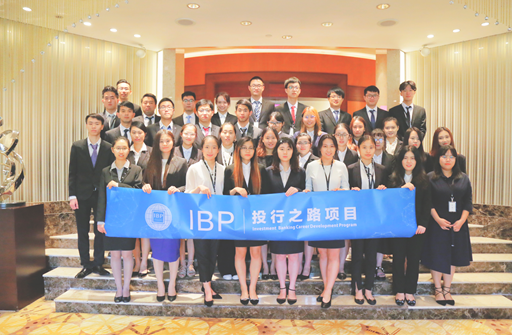 IBP
IBP
投行之路项目
Investment Banking Career Development Program